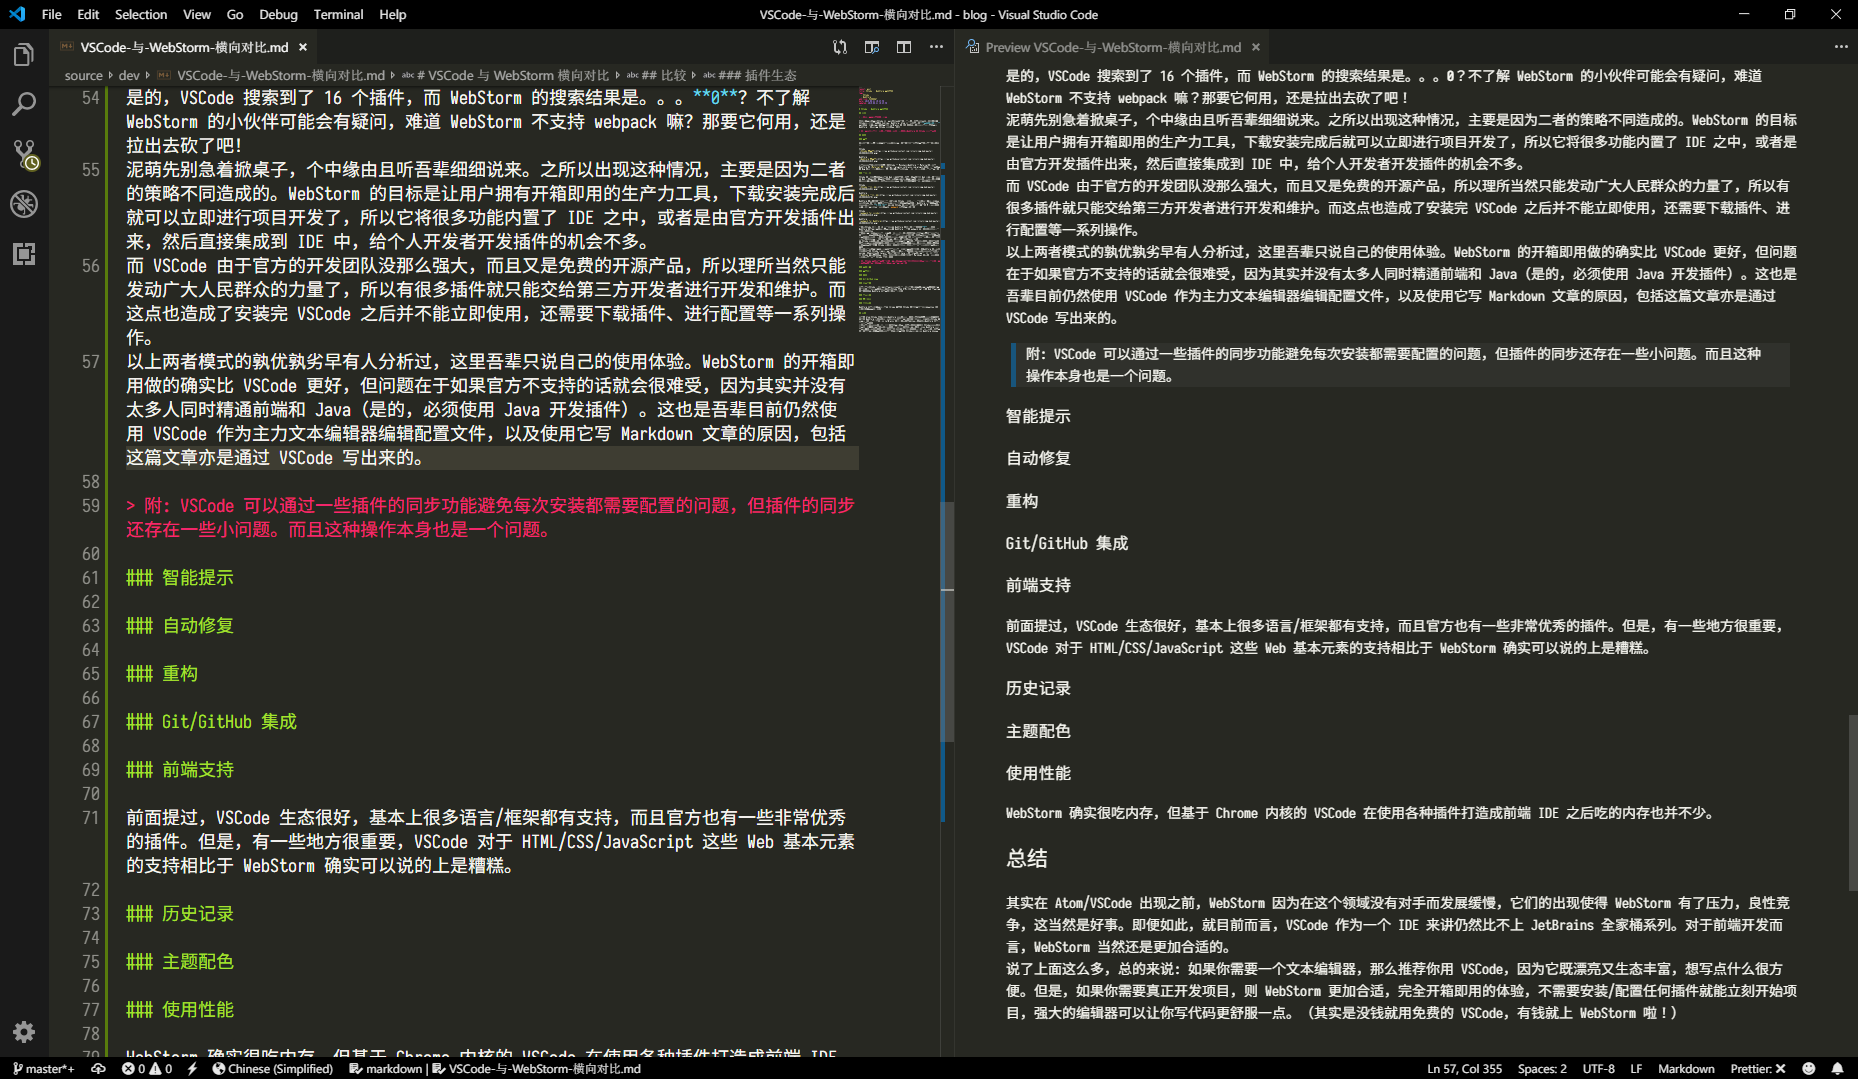 File Edit Selection View Go Debug Terminal Help
VSCode-与-WebStorm-横向对比.md - blog - Visual Studio Code
VSCode-与-WebStorm-横向对比.md
source dev VSCode-与-WebStorm-横向对比.md abc # VSCode 与 WebStorm 横向对比 abc ## 比较 abc ### 插件生态
54 是的，VSCode 搜索到了 16 个插件，而 WebStorm 的搜索结果是。。。**0**？不了解
WebStorm 的小伙伴可能会有疑问，难道 WebStorm 不支持 webpack 嘛？那要它何用，还是
拉出去砍了吧！
55 泥萌先别急着掀桌子，个中缘由且听吾辈细细说来。之所以出现这种情况，主要是因为二者
的策略不同造成的。WebStorm 的目标是让用户拥有开箱即用的生产力工具，下载安装完成后
就可以立即进行项目开发了，所以它将很多功能内置了 IDE 之中，或者是由官方开发插件出
来，然后直接集成到 IDE 中，给个人开发者开发插件的机会不多。
56 而 VSCode 由于官方的开发团队没那么强大，而且又是免费的开源产品，所以理所当然只能
发动广大人民群众的力量了，所以有很多插件就只能交给第三方开发者进行开发和维护。而
这点也造成了安装完 VSCode 之后并不能立即使用，还需要下载插件、进行配置等一系列操
作。
57 以上两者模式的孰优孰劣早有人分析过，这里吾辈只说自己的使用体验。WebStorm 的开箱即
用做的确实比 VSCode 更好，但问题在于如果官方不支持的话就会很难受，因为其实并没有
太多人同时精通前端和 Java（是的，必须使用 Java 开发插件）。这也是吾辈目前仍然使
用 VSCode 作为主力文本编辑器编辑配置文件，以及使用它写 Markdown 文章的原因，包括
这篇文章亦是通过 VSCode 写出来的。
58
59 > 附：VSCode 可以通过一些插件的同步功能避免每次安装都需要配置的问题，但插件的同步
还存在一些小问题。而且这种操作本身也是一个问题。
60
61 ### 智能提示
62
63 ### 自动修复
64
65 ### 重构
66
67 ### Git/GitHub 集成
68
69 ### 前端支持
70
71 前面提过，VSCode 生态很好，基本上很多语言/框架都有支持，而且官方也有一些非常优秀
的插件。但是，有一些地方很重要，VSCode 对于 HTML/CSS/JavaScript 这些 Web 基本元素
的支持相比于 WebStorm 确实可以说的上是糟糕。
72
73 ### 历史记录
74
75 ### 主题配色
76
77 ### 使用性能
78
79 WebStorm 确实很吃内存，但基于 Chrome 内核的 VSCode 在使用各种插件打造成前端 IDE
Preview VSCode-与-WebStorm-横向对比.md
是的，VSCode 搜索到了 16 个插件，而 WebStorm 的搜索结果是。。。0？不了解 WebStorm 的小伙伴可能会有疑问，难道
WebStorm 不支持 webpack 嘛？那要它何用，还是拉出去砍了吧！
泥萌先别急着掀桌子，个中缘由且听吾辈细细说来。之所以出现这种情况，主要是因为二者的策略不同造成的。WebStorm 的目标
是让用户拥有开箱即用的生产力工具，下载安装完成后就可以立即进行项目开发了，所以它将很多功能内置了 IDE 之中，或者是
由官方开发插件出来，然后直接集成到 IDE 中，给个人开发者开发插件的机会不多。
而 VSCode 由于官方的开发团队没那么强大，而且又是免费的开源产品，所以理所当然只能发动广大人民群众的力量了，所以有
很多插件就只能交给第三方开发者进行开发和维护。而这点也造成了安装完 VSCode 之后并不能立即使用，还需要下载插件、进
行配置等一系列操作。
以上两者模式的孰优孰劣早有人分析过，这里吾辈只说自己的使用体验。WebStorm 的开箱即用做的确实比 VSCode 更好，但问题
在于如果官方不支持的话就会很难受，因为其实并没有太多人同时精通前端和 Java（是的，必须使用 Java 开发插件）。这也是
吾辈目前仍然使用 VSCode 作为主力文本编辑器编辑配置文件，以及使用它写 Markdown 文章的原因，包括这篇文章亦是通过
VSCode 写出来的。
附：VSCode 可以通过一些插件的同步功能避免每次安装都需要配置的问题，但插件的同步还存在一些小问题。而且这种
操作本身也是一个问题。
智能提示
自动修复
重构
Git/GitHub 集成
前端支持
前面提过，VSCode 生态很好，基本上很多语言/框架都有支持，而且官方也有一些非常优秀的插件。但是，有一些地方很重要，
VSCode 对于 HTML/CSS/JavaScript 这些 Web 基本元素的支持相比于 WebStorm 确实可以说的上是糟糕。
历史记录
主题配色
使用性能
WebStorm 确实很吃内存，但基于 Chrome 内核的 VSCode 在使用各种插件打造成前端 IDE 之后吃的内存也并不少。
总结
其实在 Atom/VSCode 出现之前，WebStorm 因为在这个领域没有对手而发展缓慢，它们的出现使得 WebStorm 有了压力，良性竞
争，这当然是好事。即便如此，就目前而言，VSCode 作为一个 IDE 来讲仍然比不上 JetBrains 全家桶系列。对于前端开发而
言，WebStorm 当然还是更加合适的。
说了上面这么多，总的来说：如果你需要一个文本编辑器，那么推荐你用 VSCode，因为它既漂亮又生态丰富，想写点什么很方
便。但是，如果你需要真正开发项目，则 WebStorm 更加合适，完全开箱即用的体验，不需要安装/配置任何插件就能立刻开始项
目，强大的编辑器可以让你写代码更舒服一点。（其实是没钱就用免费的 VSCode，有钱就上 WebStorm 啦！）
master*+ 0 0 Chinese (Simplified) markdown | VSCode-与-WebStorm-横向对比.md
Ln 57, Col 355 Spaces: 2 UTF-8 LF Markdown Prettier: ×